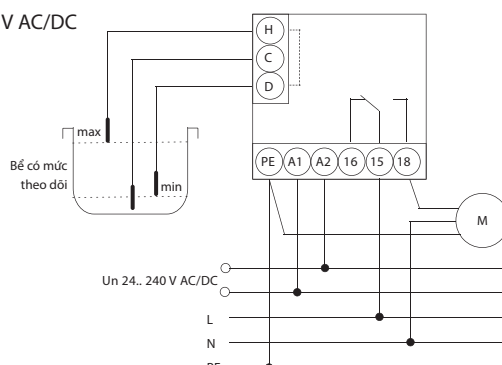 V AC/DC
H
C
D
max
Bể có mức
theo dõi
min
PE A1 A2 16 15 18
M
Un 24.. 240 V AC/DC
L
N
PE